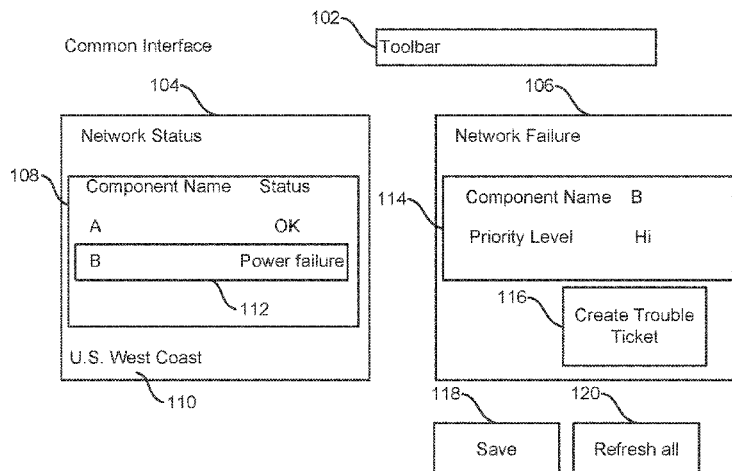 102
Common Interface
Toolbar
104
106
Network Status
Network Failure
108
Component Name Status
A OK
B Power failure
112
U.S. West Coast
110
114
Component Name B
Priority Level Hi
116
Create Trouble
Ticket
118
120
Save
Refresh all